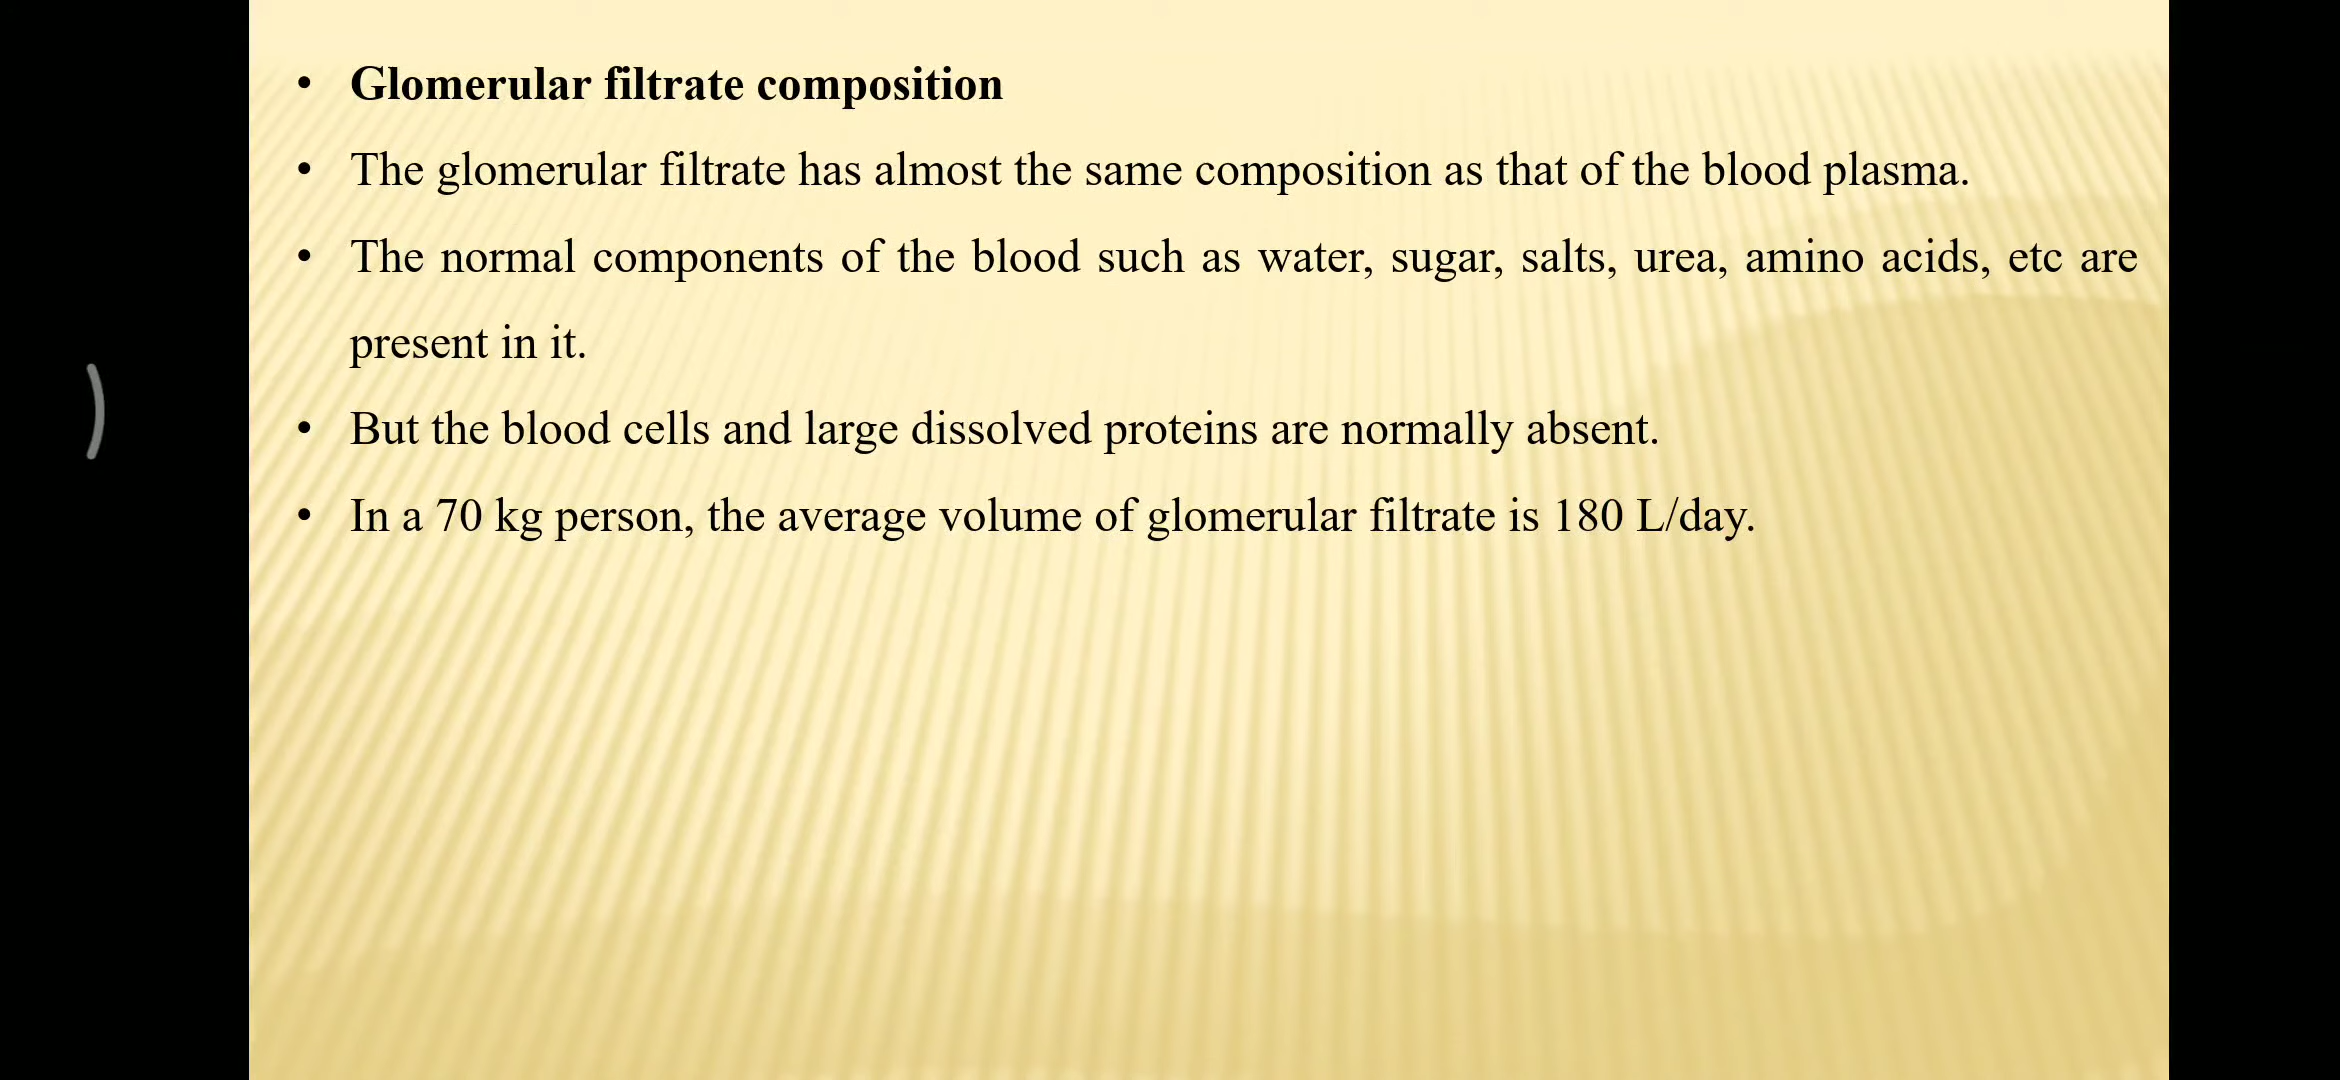 • Glomerular filtrate composition
• The glomerular filtrate has almost the same composition as that of the blood plasma.
• The normal components of the blood such as water, sugar, salts, urea, amino acids, etc are
present in it.
• But the blood cells and large dissolved proteins are normally absent.
• In a 70 kg person, the average volume of glomerular filtrate is 180 L/day.